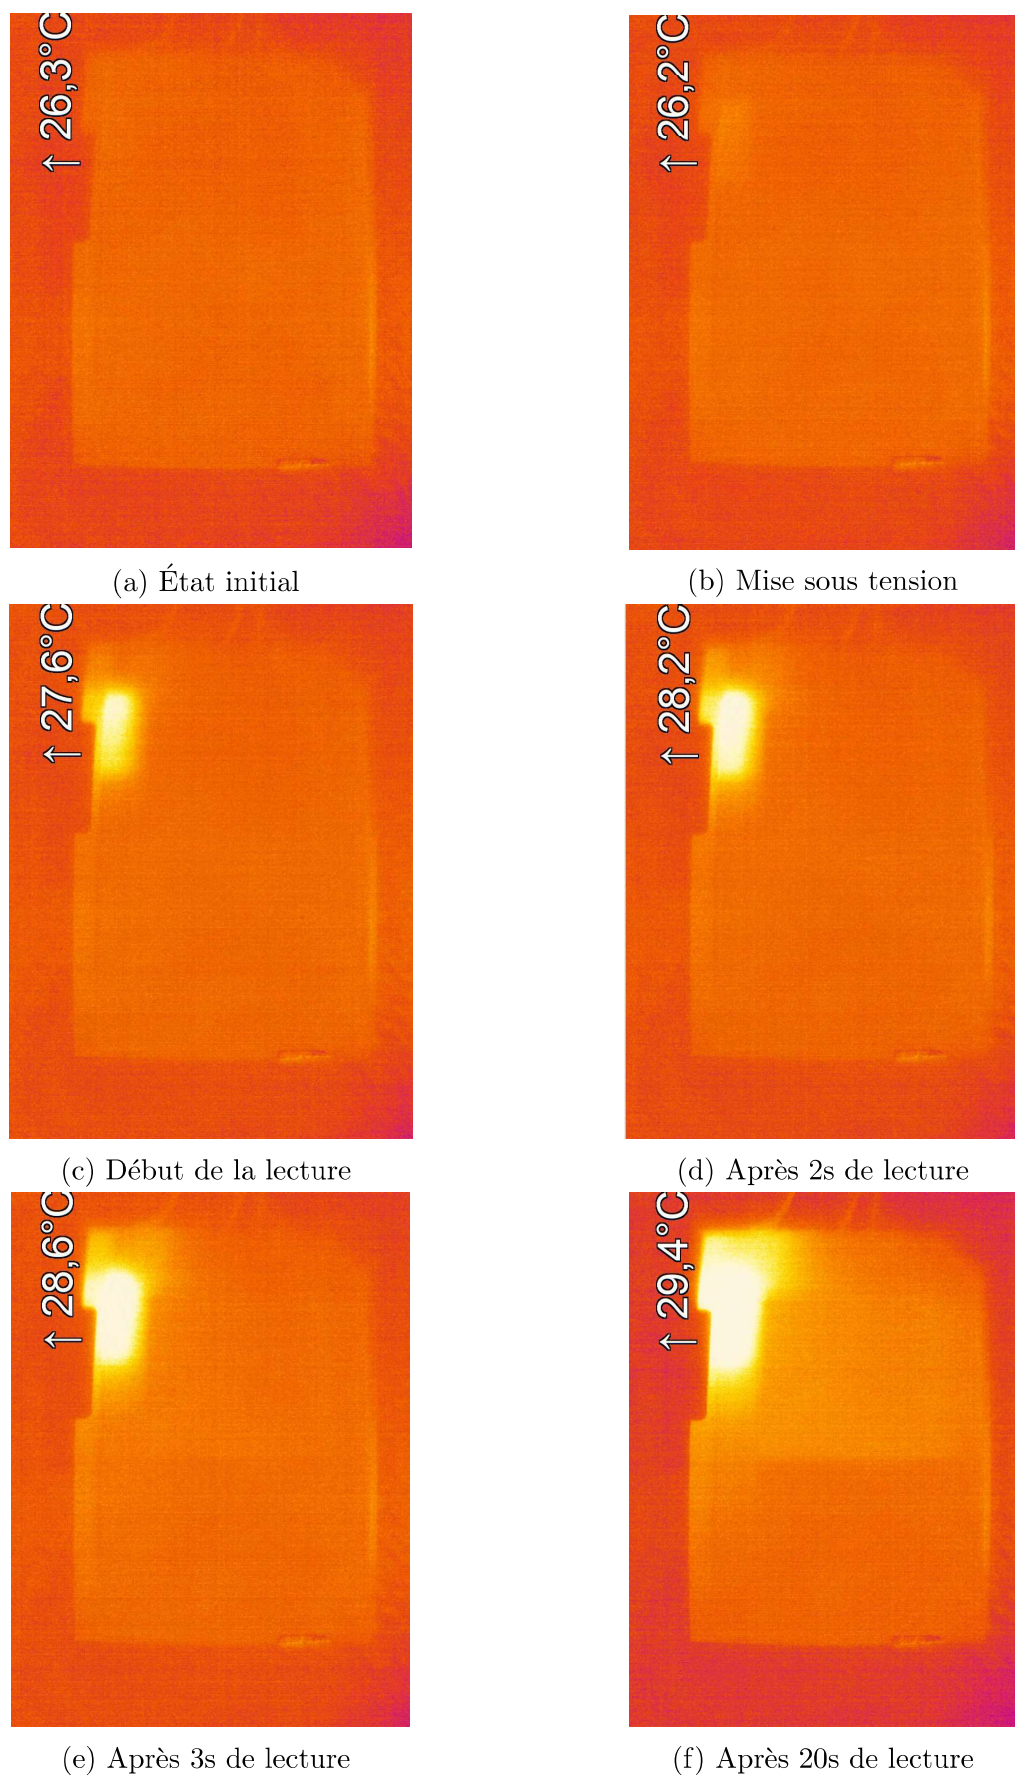 ↑ 26,3°C
↑ 26,2°C
(a) État initial
(b) Mise sous tension
↑ 27,6°C
↑ 28,2°C
(c) Début de la lecture
(d) Après 2s de lecture
↑ 28,6°C
↑ 29,4°C
(e) Après 3s de lecture
(f) Après 20s de lecture